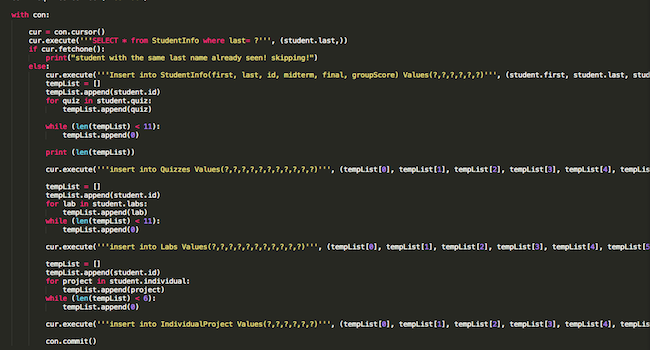 with con:
cur = con.cursor()
cur.execute('''SELECT * from StudentInfo where last= ?''', (student.last,))
if cur.fetchone():
print("student with the same last name already seen! skipping!")
else:
cur.execute('''Insert into StudentInfo(first, last, id, midterm, final, groupScore) Values(?,?,?,?,?,?)''', (student.first, student.last, stud
tempList = []
tempList.append(student.id)
for quiz in student.quiz:
tempList.append(quiz)
while (len(tempList) < 11):
tempList.append(0)
print (len(tempList))
cur.execute('''insert into Quizzes Values(?,?,?,?,?,?,?,?,?,?,?)''', (tempList[0], tempList[1], tempList[2], tempList[3], tempList[4], tempLis
tempList = []
tempList.append(student.id)
for lab in student.labs:
tempList.append(lab)
while (len(tempList) < 11):
tempList.append(0)
cur.execute('''insert into Labs Values(?,?,?,?,?,?,?,?,?,?,?)''', (tempList[0], tempList[1], tempList[2], tempList[3], tempList[4], tempList[5
tempList = []
tempList.append(student.id)
for project in student.individual:
tempList.append(project)
while (len(tempList) < 6):
tempList.append(0)
cur.execute('''insert into IndividualProject Values(?,?,?,?,?,?)''', (tempList[0], tempList[1], tempList[2], tempList[3], tempList[4], tempLis
con.commit()